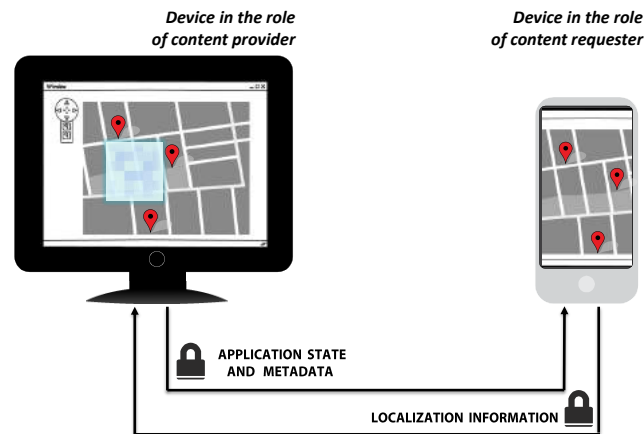 Device in the role
of content provider
Device in the role
of content requester
Window
APPLICATION STATE
AND METADATA
LOCALIZATION INFORMATION